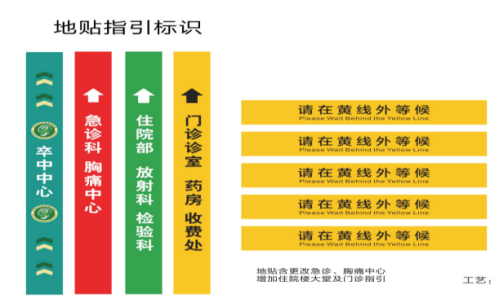 地贴指引标识
卒中中心
急诊科 胸痛中心
住院部 放射科 检验科
门诊诊室 药房 收费处
请在黄线外等候
Please Wait Behind the Yellow Line
请在黄线外等候
Please Wait Behind the Yellow Line
请在黄线外等候
Please Wait Behind the Yellow Line
请在黄线外等候
Please Wait Behind the Yellow Line
请在黄线外等候
Please Wait Behind the Yellow Line
地贴含更改急诊、胸痛中心
增加住院楼大堂及门诊指引
工艺：